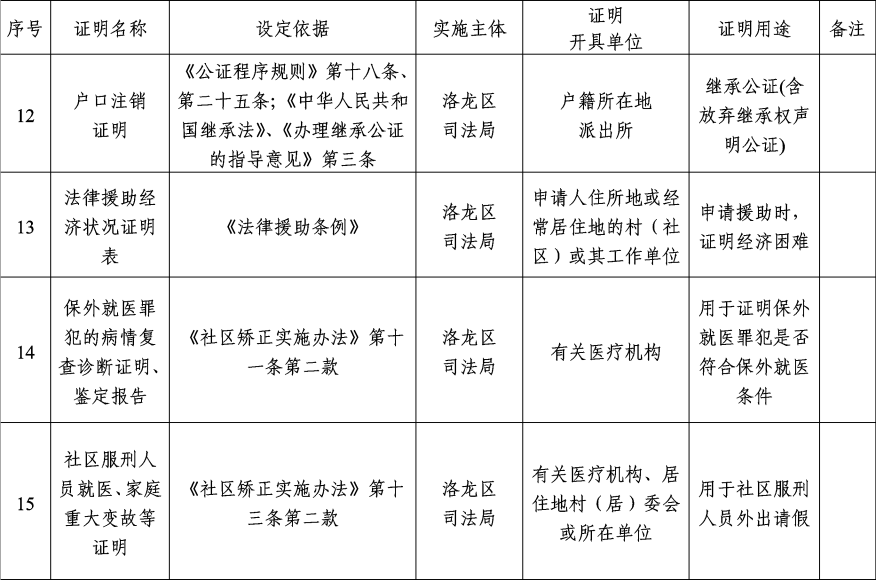 序号 证明名称 设定依据 实施主体 证明 开具单位 证明用途 备注
12
户口注销
证明
《公证程序规则》第十八条、
第二十五条;《中华人民共和
国继承法》、《办理继承公证
的指导意见》第三条
洛龙区
司法局
户籍所在地
派出所
继承公证(含
放弃继承权声
明公证)
13
法律援助经
济状况证明
表
《法律援助条例》
洛龙区
司法局
申请人住所地或经
常居住地的村（社
区）或其工作单位
申请援助时，
证明经济困难
14
保外就医罪
犯的病情复
查诊断证明、
鉴定报告
《社区矫正实施办法》第十
一条第二款
洛龙区
司法局
有关医疗机构
用于证明保外
就医罪犯是否
符合保外就医
条件
15
社区服刑人
员就医、家庭
重大变故等
证明
《社区矫正实施办法》第十
三条第二款
洛龙区
司法局
有关医疗机构、居
住地村（居）委会
或所在单位
用于社区服刑
人员外出请假